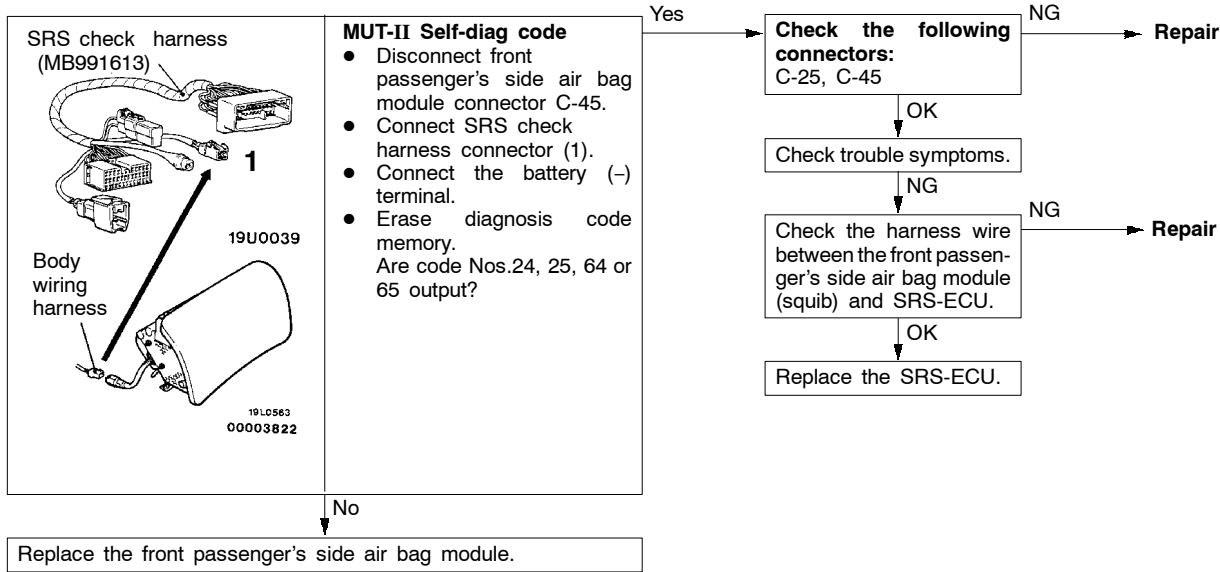 SRS check harness
(MB991613)
1
19U0039
Body
wiring
harness
19L0563
00003822
MUT-II Self-diag code
● Disconnect front
passenger's side air bag
module connector C-45.
● Connect SRS check
harness connector (1).
● Connect the battery (–)
terminal.
● Erase diagnosis code
memory.
Are code Nos.24, 25, 64 or
65 output?
Yes
Check the following
connectors:
C-25, C-45
NG
Repair
OK
Check trouble symptoms.
NG
Check the harness wire
between the front passen-
ger's side air bag module
(squib) and SRS-ECU.
NG
Repair
OK
Replace the SRS-ECU.
No
Replace the front passenger's side air bag module.